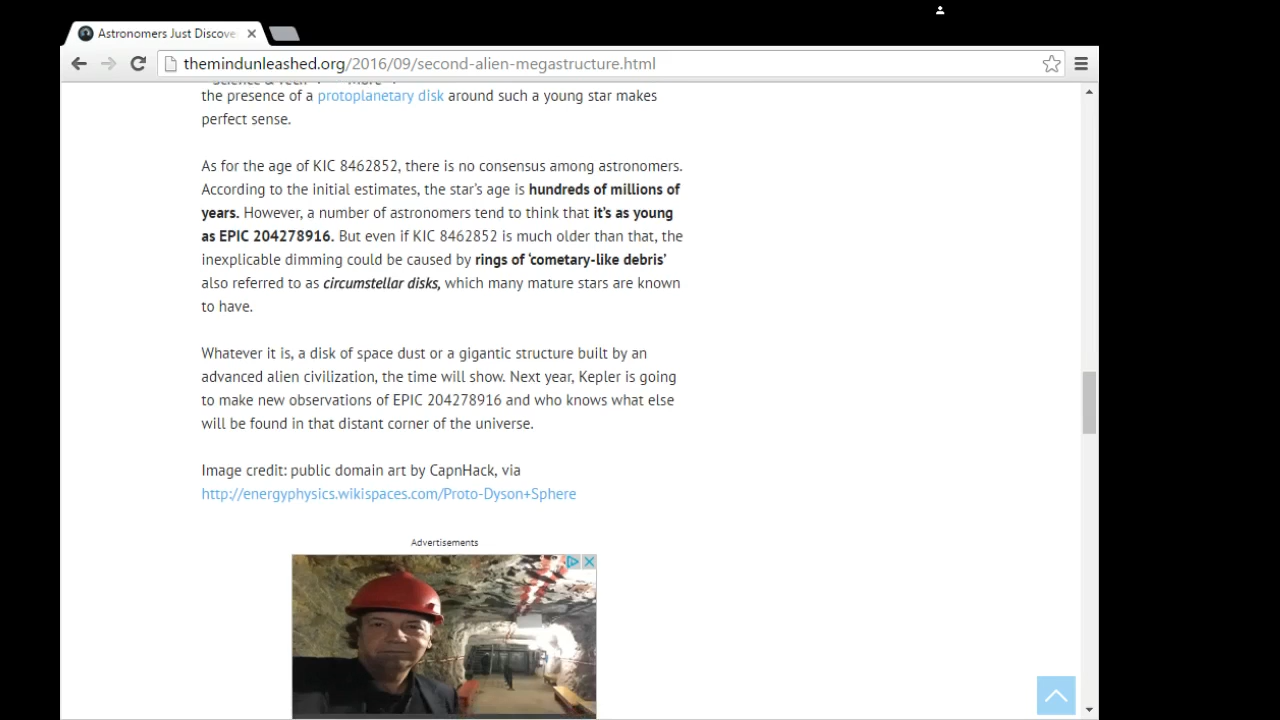 Astronomers Just Discove
themindunleashed.org/2016/09/second-alien-megastructure.html
the presence of a protoplanetary disk around such a young star makes
perfect sense.
As for the age of KIC 8462852, there is no consensus among astronomers.
According to the initial estimates, the star's age is hundreds of millions of
years. However, a number of astronomers tend to think that it's as young
as EPIC 204278916. But even if KIC 8462852 is much older than that, the
inexplicable dimming could be caused by rings of ‘cometary-like debris’
also referred to as circumstellar disks, which many mature stars are known
to have.
Whatever it is, a disk of space dust or a gigantic structure built by an
advanced alien civilization, the time will show. Next year, Kepler is going
to make new observations of EPIC 204278916 and who knows what else
will be found in that distant corner of the universe.
Image credit: public domain art by CapnHack, via
http://energyphysics.wikispaces.com/Proto-Dyson+Sphere
Advertisements